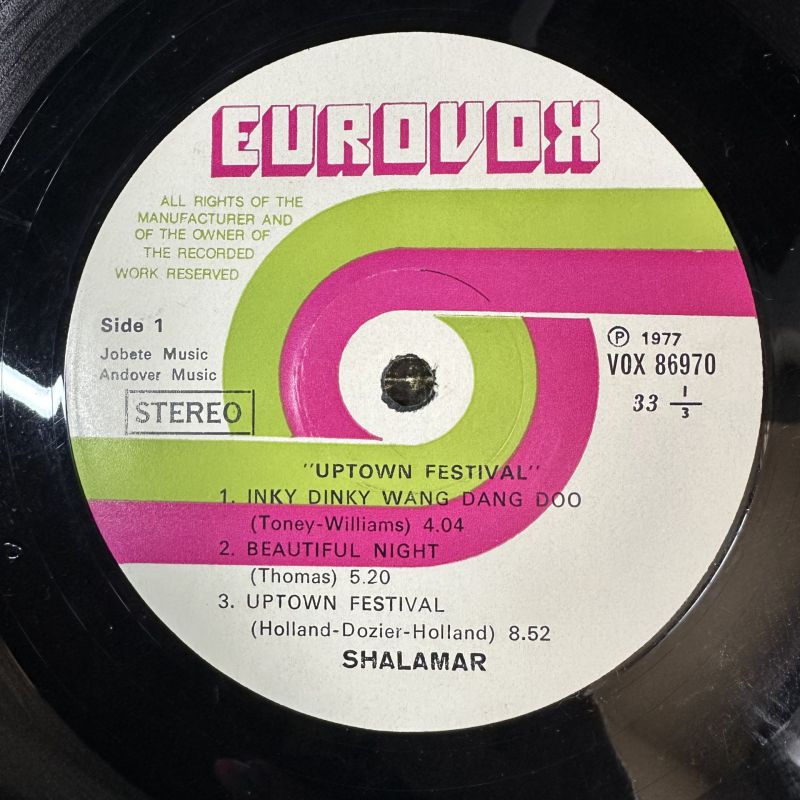 EUROVOX
ALL RIGHTS OF THE
MANUFACTURER AND
OF THE OWNER OF
THE RECORDED
WORK RESERVED
Side 1
Jobete Music
Andover Music
STEREO
Ⓟ 1977
VOX 86970
33 1/3
"UPTOWN FESTIVAL"
1. INKY DINKY WANG DANG DOO
(Toney-Williams) 4.04
2. BEAUTIFUL NIGHT
(Thomas) 5.20
3. UPTOWN FESTIVAL
(Holland-Dozier-Holland) 8.52
SHALAMAR